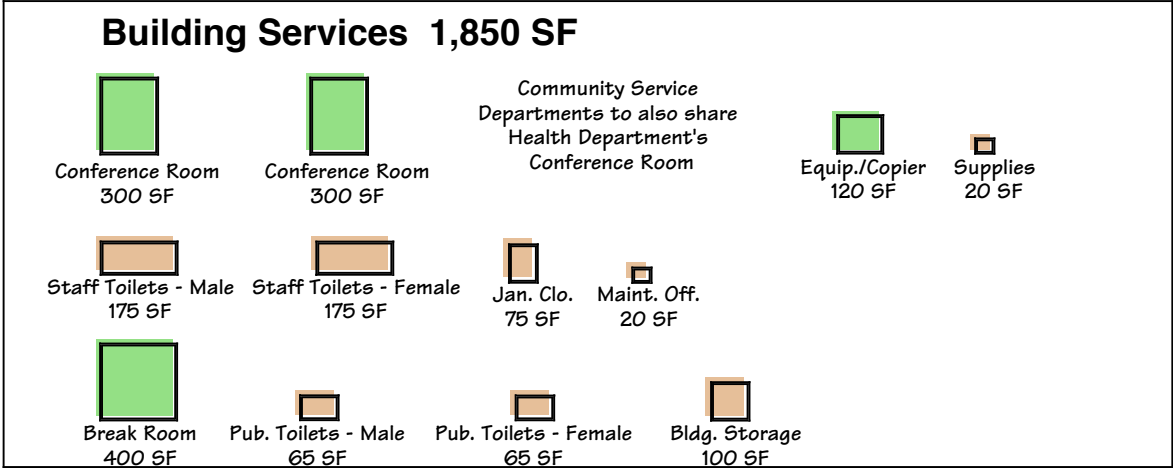 Building Services 1,850 SF
Conference Room
300 SF
Conference Room
300 SF
Community Service
Departments to also share
Health Department's
Conference Room
Equip./Copier
120 SF
Supplies
20 SF
Staff Toilets - Male
175 SF
Staff Toilets - Female
175 SF
Jan. Clo.
75 SF
Maint. Off.
20 SF
Break Room
400 SF
Pub. Toilets - Male
65 SF
Pub. Toilets - Female
65 SF
Bldg. Storage
100 SF